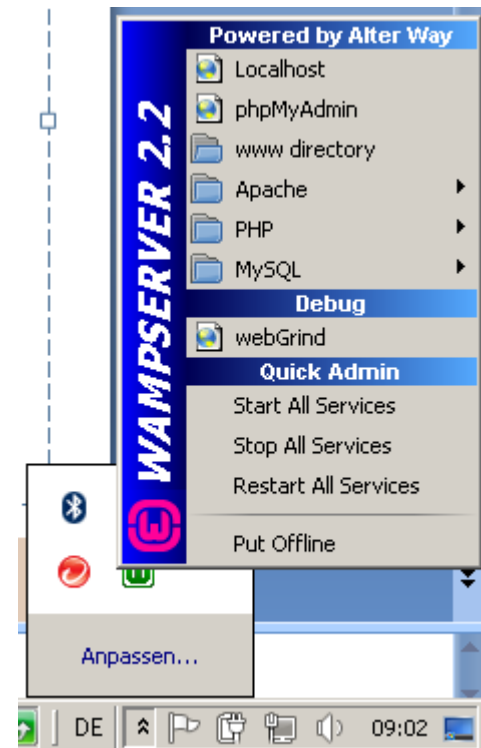 Powered by Alter Way
Localhost
phpMyAdmin
www directory
Apache
PHP
MySQL
Debug
webGrind
Quick Admin
Start All Services
Stop All Services
Restart All Services
Put Offline
WAMPSERVER 2.2
Anpassen...
DE
09:02